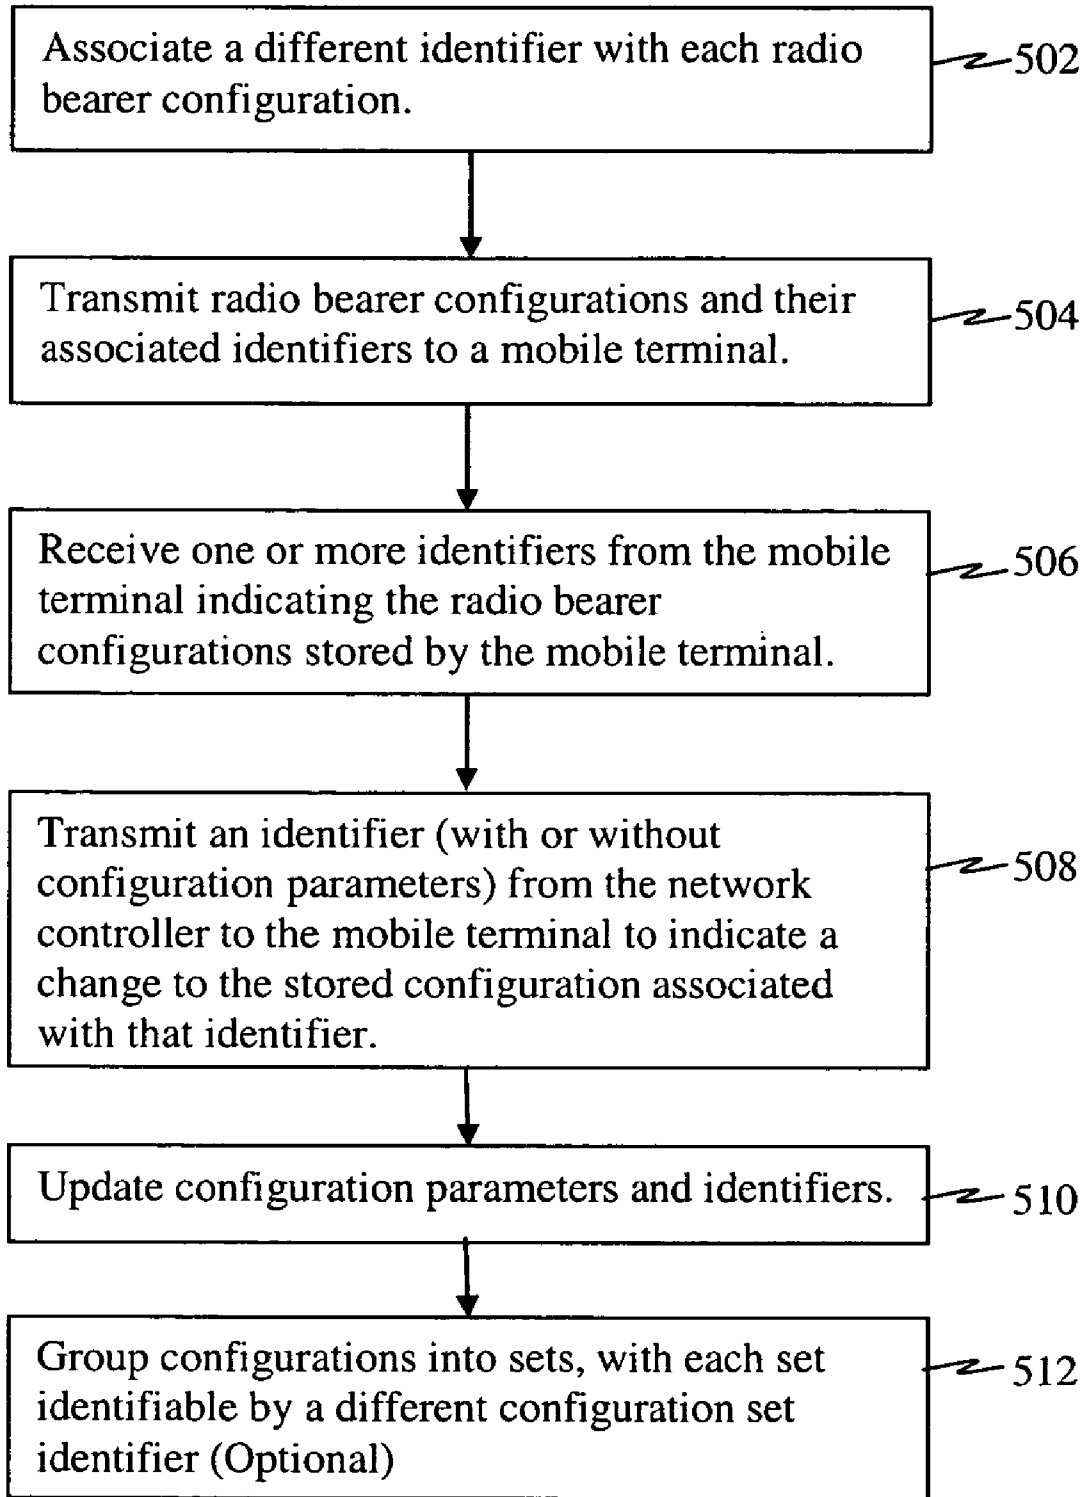 Associate a different identifier with each radio
bearer configuration.
502
Transmit radio bearer configurations and their
associated identifiers to a mobile terminal.
504
Receive one or more identifiers from the mobile
terminal indicating the radio bearer
configurations stored by the mobile terminal.
506
Transmit an identifier (with or without
configuration parameters) from the network
controller to the mobile terminal to indicate a
change to the stored configuration associated
with that identifier.
508
Update configuration parameters and identifiers.
510
Group configurations into sets, with each set
identifiable by a different configuration set
identifier (Optional)
512